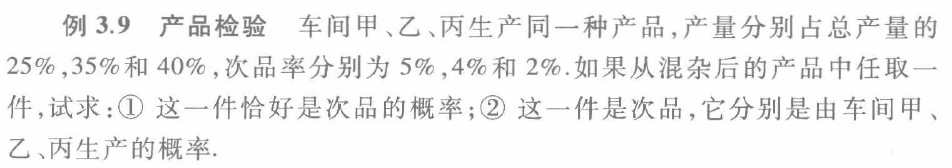 例 3.9 产品检验 车间甲、乙、丙生产同一种产品,产量分别占总产量的
25%,35%和 40%,次品率分别为 5%,4%和 2%.如果从混杂后的产品中任取一
件,试求:① 这一件恰好是次品的概率;② 这一件是次品,它分别是由车间甲、
乙、丙生产的概率.